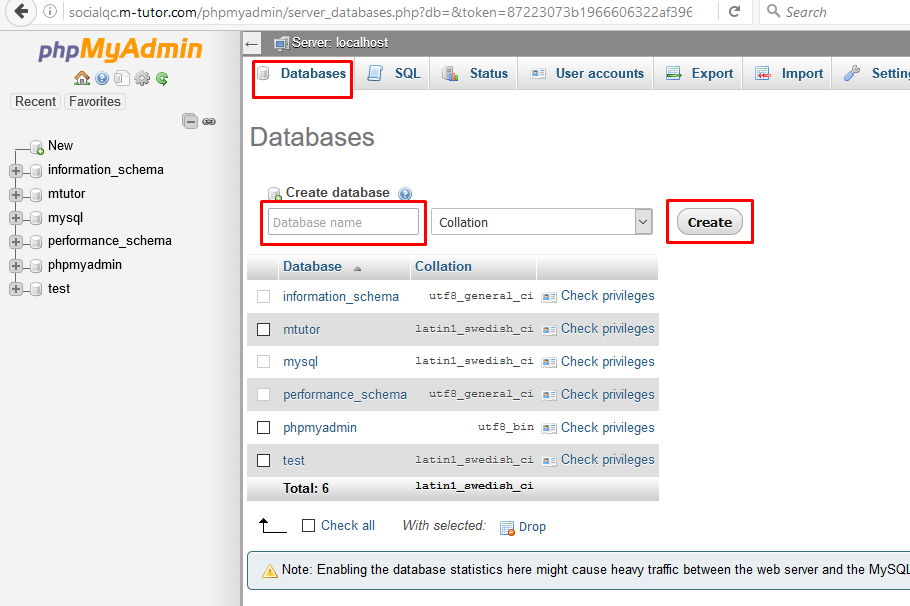 socialqc.m-tutor.com/phpmyadmin/server_databases.php?db=&token=87223073b1966606322af396
Search
phpMyAdmin
Recent Favorites
New
information_schema
mtutor
mysql
performance_schema
phpmyadmin
test
Server: localhost
Databases SQL Status User accounts Export Import Settin
Databases
Create database
Database name Collation Create
Database Collation
information_schema utf8_general_ci Check privileges
mtutor latin1_swedish_ci Check privileges
mysql latin1_swedish_ci Check privileges
performance_schema utf8_general_ci Check privileges
phpmyadmin utf8_bin Check privileges
test latin1_swedish_ci Check privileges
Total: 6 latin1_swedish_ci
Check all With selected: Drop
Note: Enabling the database statistics here might cause heavy traffic between the web server and the MySQL